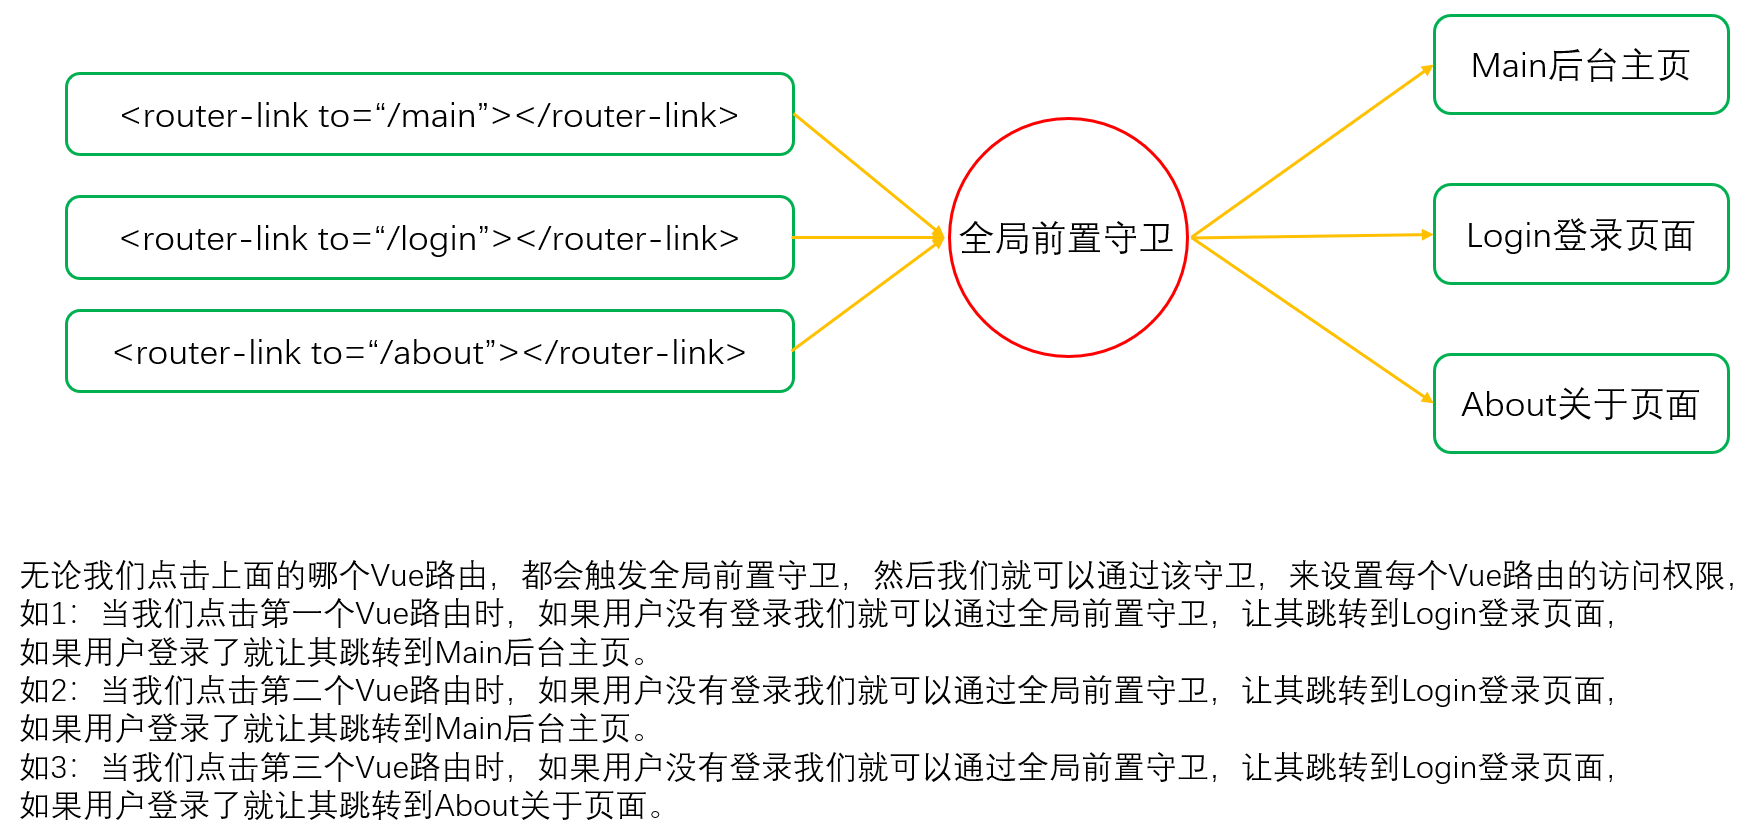 <router-link to=“/main”></router-link>
<router-link to=“/login”></router-link>
<router-link to=“/about”></router-link>
全局前置守卫
Main后台主页
Login登录页面
About关于页面
无论我们点击上面的哪个Vue路由，都会触发全局前置守卫，然后我们就可以通过该守卫，来设置每个Vue路由的访问权限，
如1：当我们点击第一个Vue路由时，如果用户没有登录我们就可以通过全局前置守卫，让其跳转到Login登录页面，
如果用户登录了就让其跳转到Main后台主页。
如2：当我们点击第二个Vue路由时，如果用户没有登录我们就可以通过全局前置守卫，让其跳转到Login登录页面，
如果用户登录了就让其跳转到Main后台主页。
如3：当我们点击第三个Vue路由时，如果用户没有登录我们就可以通过全局前置守卫，让其跳转到Login登录页面，
如果用户登录了就让其跳转到About关于页面。